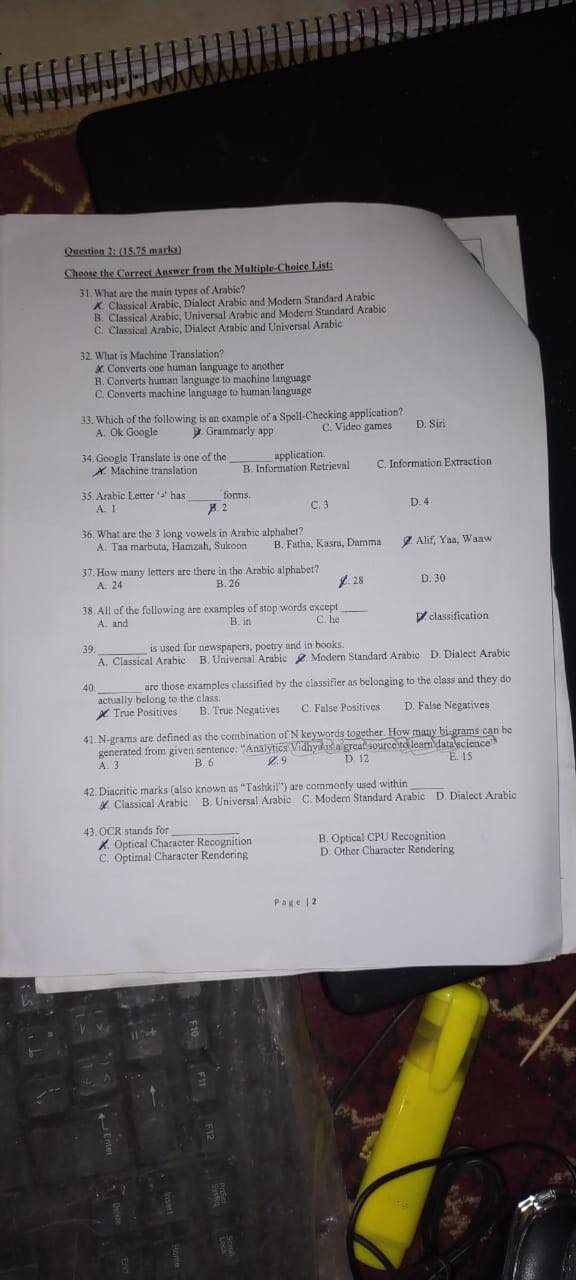 Question 2: (15.75 marks)
Choose the Correct Answer from the Multiple-Choice List:
31. What are the main types of Arabic?
A. Classical Arabic, Dialect Arabic and Modern Standard Arabic
B. Classical Arabic, Universal Arabic and Modern Standard Arabic
C. Classical Arabic, Dialect Arabic and Universal Arabic
32. What is Machine Translation?
A. Converts one human language to another
B. Converts human language to machine language
C. Converts machine language to human language
33. Which of the following is an example of a Spell-Checking application?
A. Ok Google B. Grammarly app C. Video games D. Siri
34. Google Translate is one of the ________ application.
A. Machine translation B. Information Retrieval C. Information Extraction
35. Arabic Letter ‘’ has ______ forms.
A. 1 B. 2 C. 3 D. 4
36. What are the 3 long vowels in Arabic alphabet?
A. Taa marbuta, Hamzah, Sukoon B. Fatha, Kasra, Damma C. Alif, Yaa, Waaw
37. How many letters are there in the Arabic alphabet?
A. 24 B. 26 C. 28 D. 30
38. All of the following are examples of stop words except _____
A. and B. in C. he D. classification
39. _________ is used for newspapers, poetry and in books.
A. Classical Arabic B. Universal Arabic C. Modern Standard Arabic D. Dialect Arabic
40. _________ are those examples classified by the classifier as belonging to the class and they do
actually belong to the class.
A. True Positives B. True Negatives C. False Positives D. False Negatives
41. N-grams are defined as the combination of N keywords together. How many bi-grams can be
generated from given sentence: “Analytics Vidhya is a great source to learn data science”
A. 3 B. 6 C. 9 D. 12 E. 15
42. Diacritic marks (also known as “Tashkil”) are commonly used within ______
A. Classical Arabic B. Universal Arabic C. Modern Standard Arabic D. Dialect Arabic
43. OCR stands for ____________
A. Optical Character Recognition B. Optical CPU Recognition
C. Optimal Character Rendering D. Other Character Rendering
Page | 2
F10
F11
F12
Enter
PrtScr
SysRq
Scroll
Lock
Insert
Home
Delete